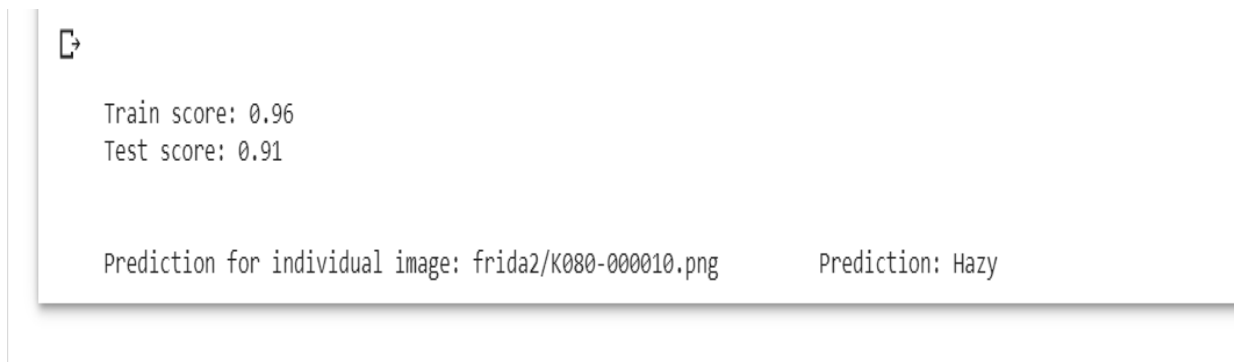 Train score: 0.96
Test score: 0.91
Prediction for individual image: frida2/K080-000010.png Prediction: Hazy